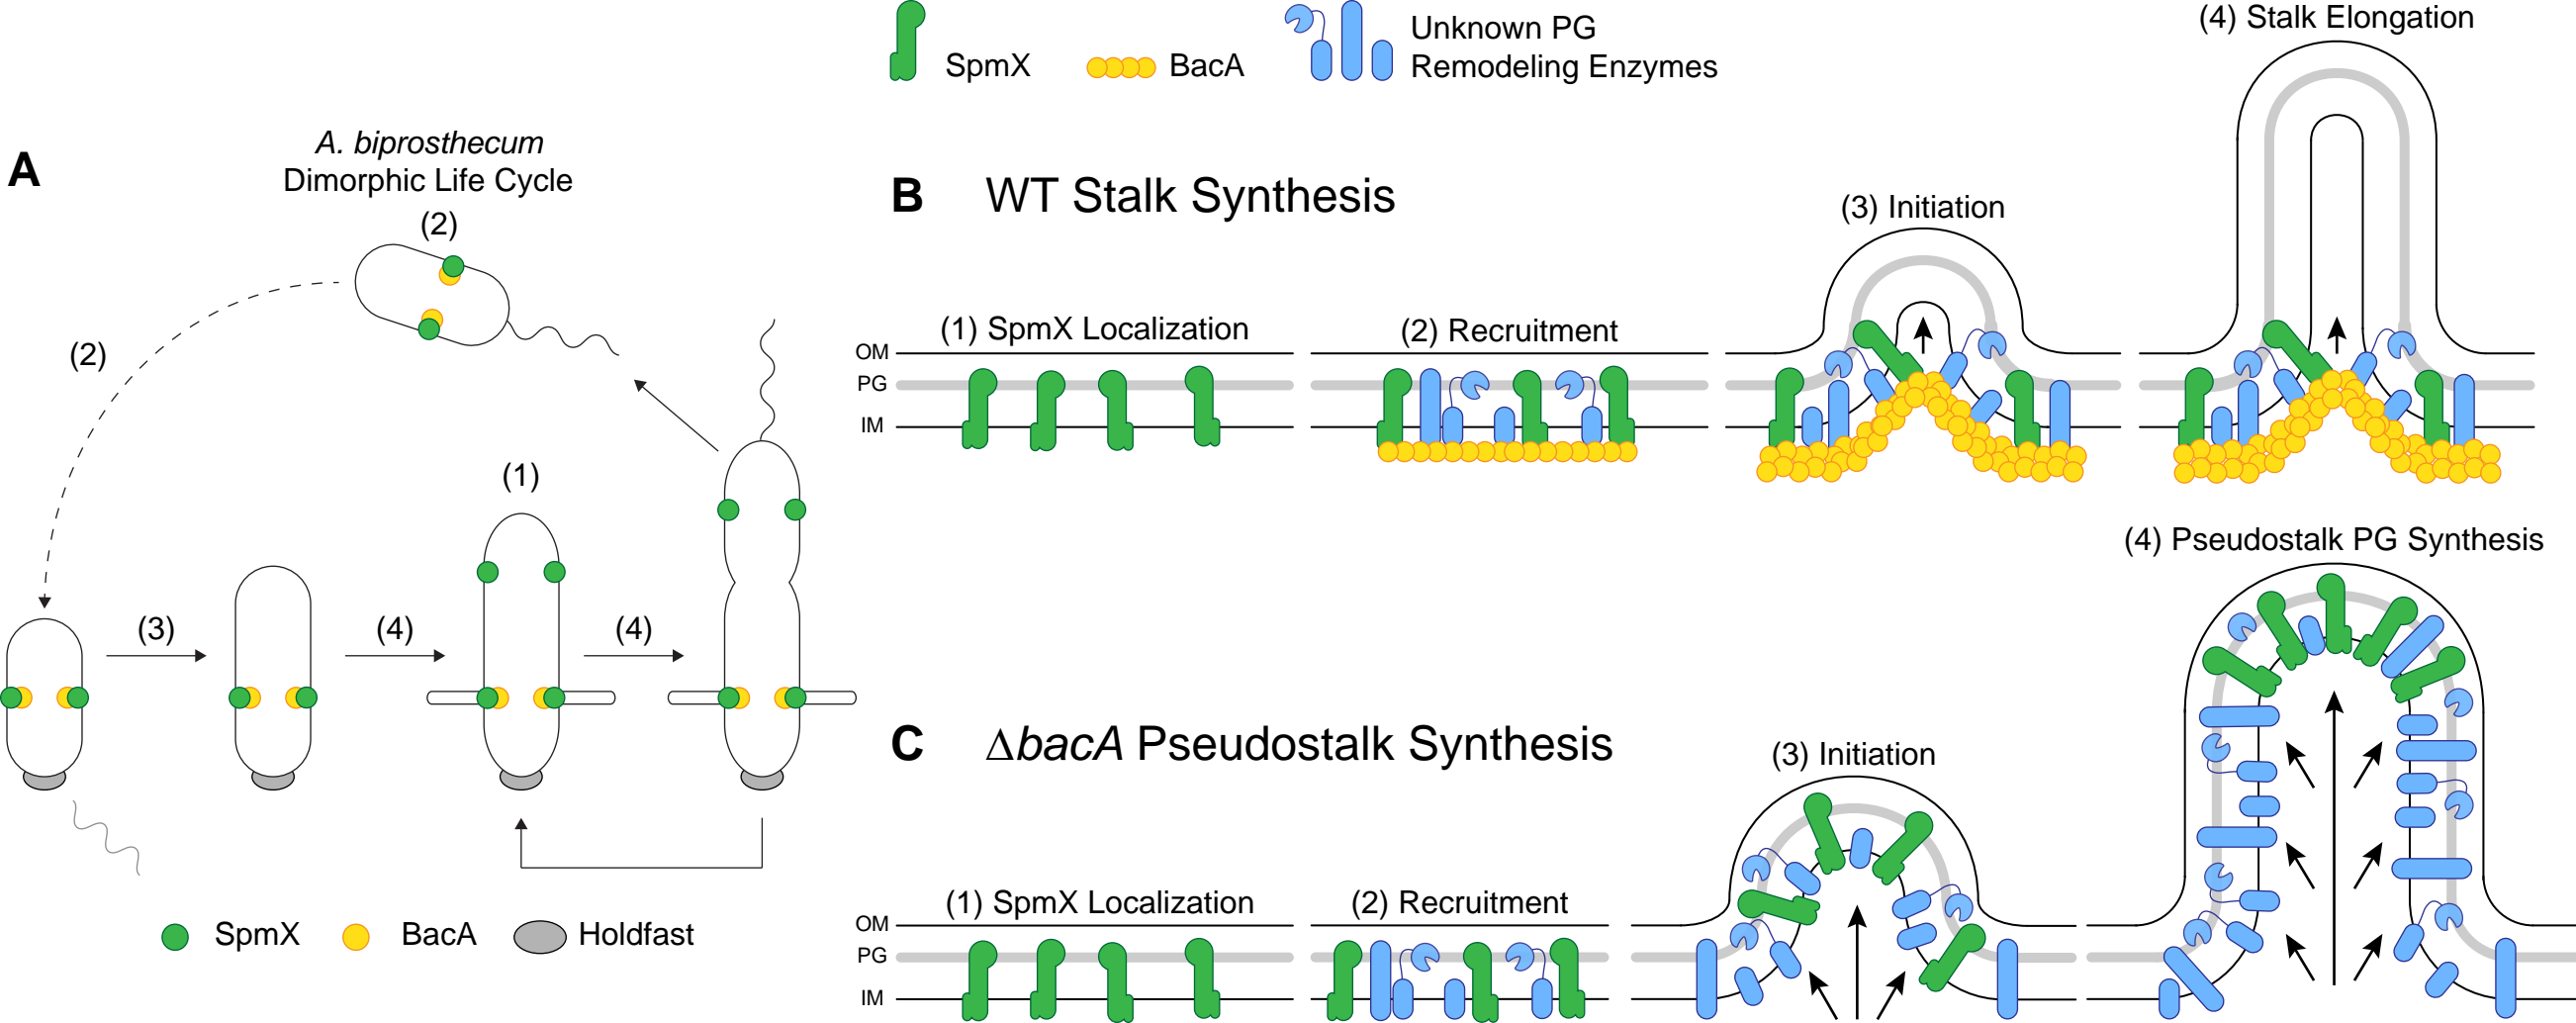 SpmX
BacA
Unknown PG
Remodeling Enzymes
A
A. biprosthecum
Dimorphic Life Cycle
(2)
(2)
(1)
(3)
(4)
(4)
SpmX
BacA
Holdfast
B
WT Stalk Synthesis
(1) SpmX Localization
(2) Recruitment
(3) Initiation
(4) Stalk Elongation
OM
PG
IM
C
ΔbacA Pseudostalk Synthesis
(1) SpmX Localization
(2) Recruitment
(3) Initiation
(4) Pseudostalk PG Synthesis
OM
PG
IM